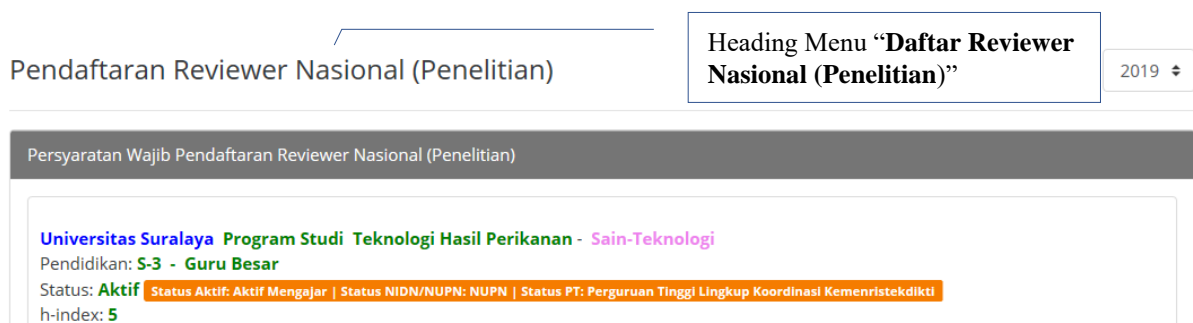 Heading Menu “Daftar Reviewer
Nasional (Penelitian)”
Pendaftaran Reviewer Nasional (Penelitian)
2019
Persyaratan Wajib Pendaftaran Reviewer Nasional (Penelitian)
Universitas Suralaya Program Studi Teknologi Hasil Perikanan - Sain-Teknologi
Pendidikan: S-3 - Guru Besar
Status: Aktif Status Aktif: Aktif Mengajar | Status NIDN/NUPN: NUPN | Status PT: Perguruan Tinggi Lingkup Koordinasi Kemenristekdikti
h-index: 5